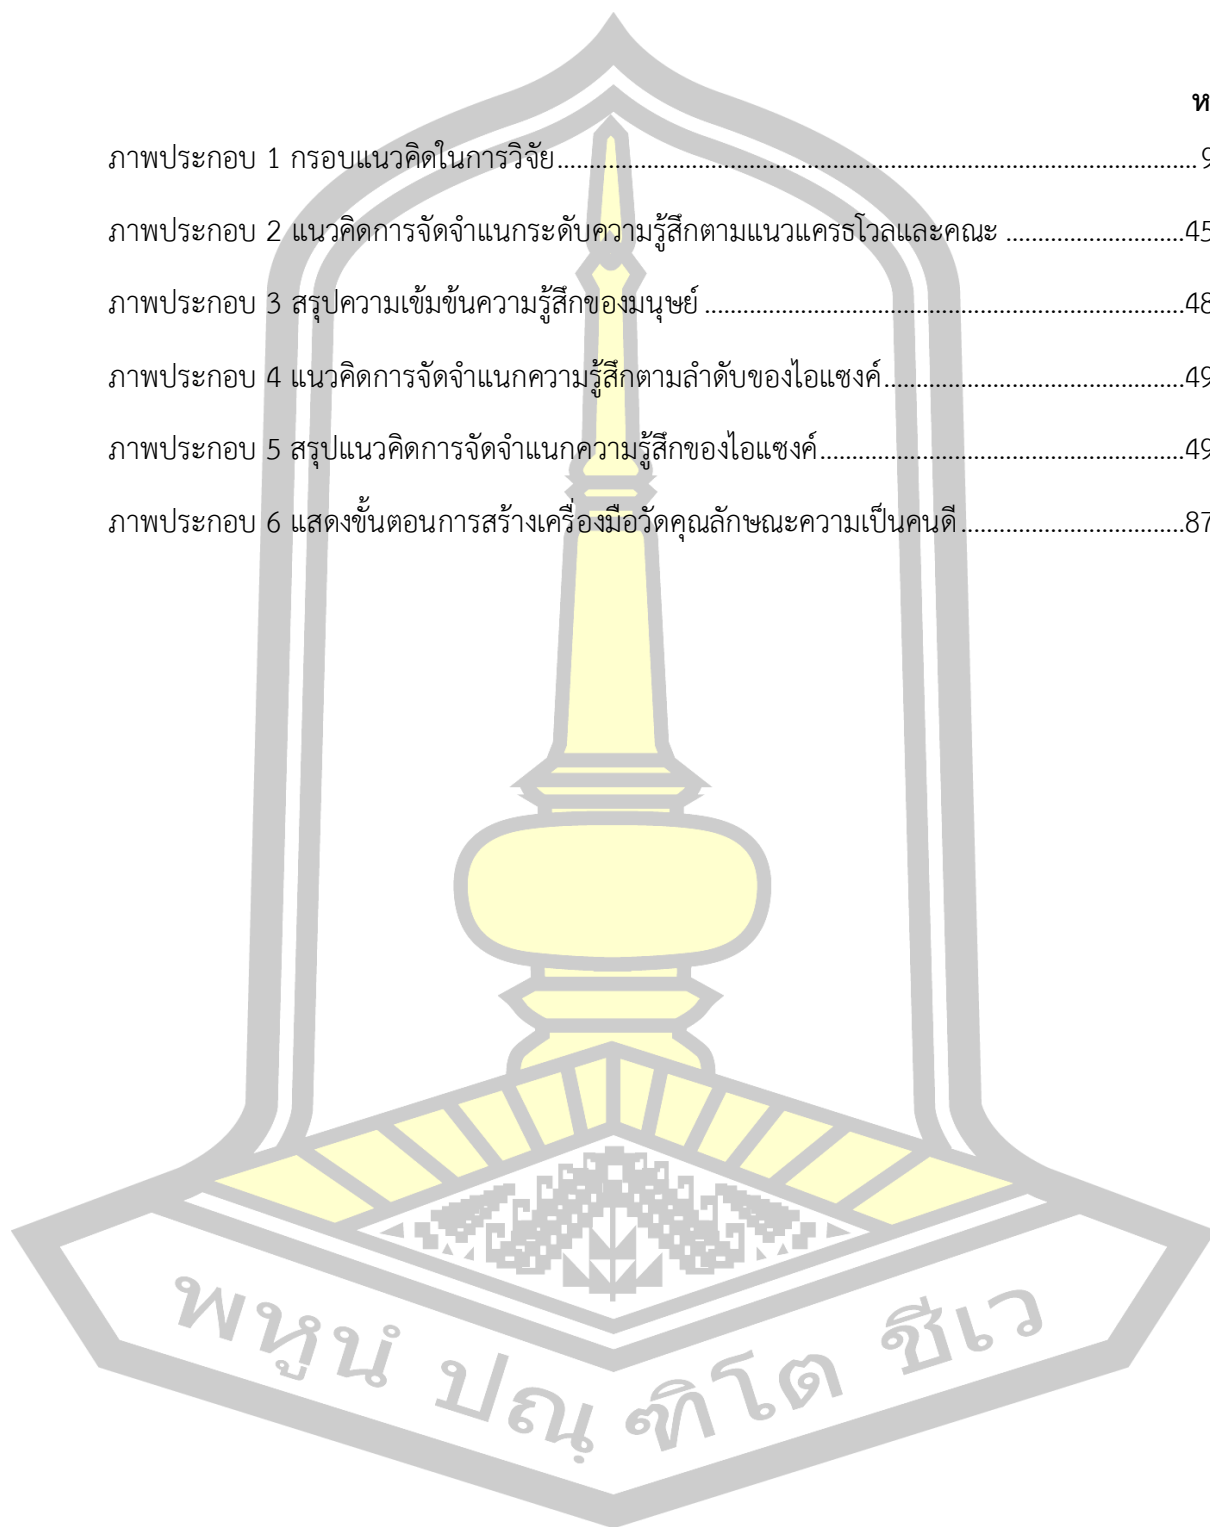 ห
ภาพประกอบ 1 กรอบแนวคิดในการวิจัย.......................................................................................... 9
ภาพประกอบ 2 แนวคิดการจัดจำแนกระดับความรู้สึกตามแนวแครธโวลและคณะ .........................45
ภาพประกอบ 3 สรุปความเข้มข้นความรู้สึกของมนุษย์ ....................................................................48
ภาพประกอบ 4 แนวคิดการจัดจำแนกความรู้สึกตามลำดับของไอแซงค์...........................................49
ภาพประกอบ 5 สรุปแนวคิดการจัดจำแนกความรู้สึกของไอแซงค์....................................................49
ภาพประกอบ 6 แสดงขั้นตอนการสร้างเครื่องมือวัดคุณลักษณะความเป็นคนดี................................87
พหูนํ ปณฺฑิโต ชีเว